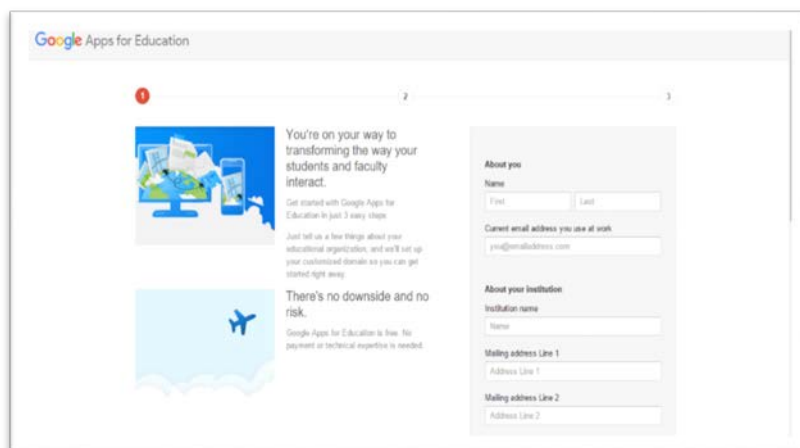 Google Apps for Education
1
2
3
You're on your way to
transforming the way your
students and faculty
interact.
Get started with Google Apps for
Education in just 3 easy steps
Just tell us a few things about your
educational organization, and we'll set up
your customized domain so you can get
started right away.
There's no downside and no
risk.
Google Apps for Education is free. No
payment or technical expertise is needed.
About you
Name
First
Last
Current email address you use at work
you@emailaddress.com
About your institution
Institution name
Name
Mailing address Line 1
Address Line 1
Mailing address Line 2
Address Line 2